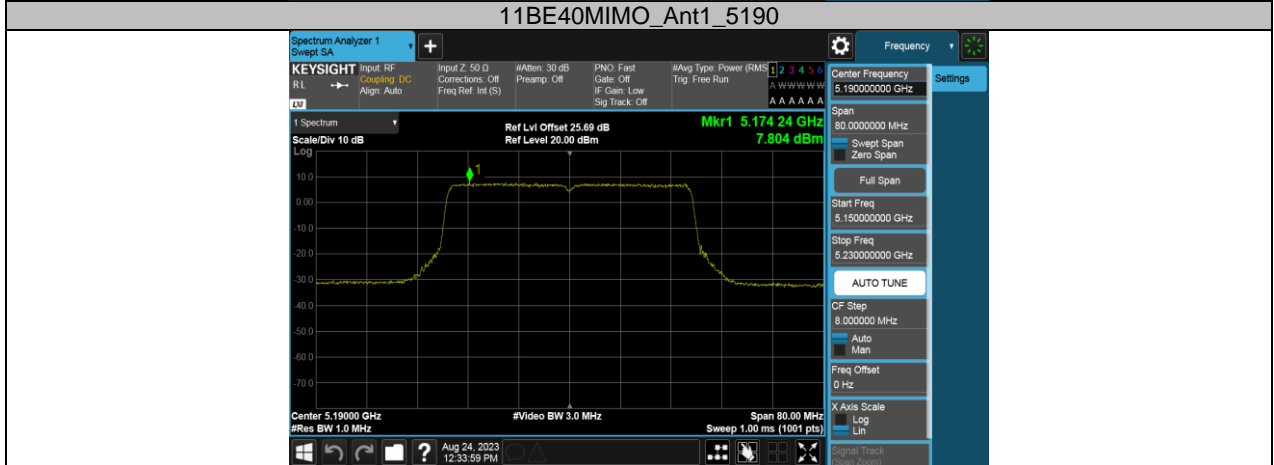 11BE40MIMO_Ant1_5190
Spectrum Analyzer 1
Swept SA
+
Frequency
KEYSIGHT
RL
LXI
Input: RF
Coupling: DC
Align: Auto
Input Z: 50 Ω
Corrections: Off
Freq Ref: Int (S)
#Atten: 30 dB
Preamp: Off
PNO: Fast
Gate: Off
IF Gain: Low
Sig Track: Off
#Avg Type: Power (RMS
Trig: Free Run
1 2 3 4 5 6
A W W W W W
A A A A A A
Center Frequency
5.190000000 GHz
Settings
Span
80.0000000 MHz
Swept Span
Zero Span
Full Span
Start Freq
5.150000000 GHz
Stop Freq
5.230000000 GHz
AUTO TUNE
CF Step
8.000000 MHz
Auto
Man
Freq Offset
0 Hz
X Axis Scale
Log
Lin
Signal Track
(Span Zoom)
1 Spectrum
Scale/Div 10 dB
Log
Ref Lvl Offset 25.69 dB
Ref Level 20.00 dBm
Mkr1 5.174 24 GHz
7.804 dBm
1
10.0
0.00
-10.0
-20.0
-30.0
-40.0
-50.0
-60.0
-70.0
Center 5.19000 GHz
#Res BW 1.0 MHz
#Video BW 3.0 MHz
Span 80.00 MHz
Sweep 1.00 ms (1001 pts)
?
Aug 24, 2023
12:33:59 PM